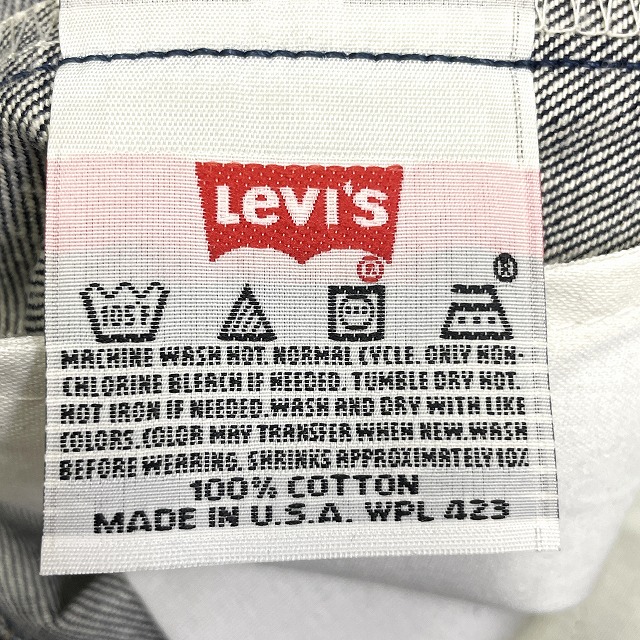 Levi's
®
®
105F
MACHINE WASH HOT. NORMAL CYCLE. ONLY NON-
CHLORINE BLEACH IF NEEDED. TUMBLE DRY HOT.
HOT IRON IF NEEDED. WASH AND DRY WITH LIKE
COLORS. COLOR MAY TRANSFER WHEN NEW. WASH
BEFORE WEARING. SHRINKS APPROXIMATELY 10%
100% COTTON
MADE IN U.S.A. WPL 423